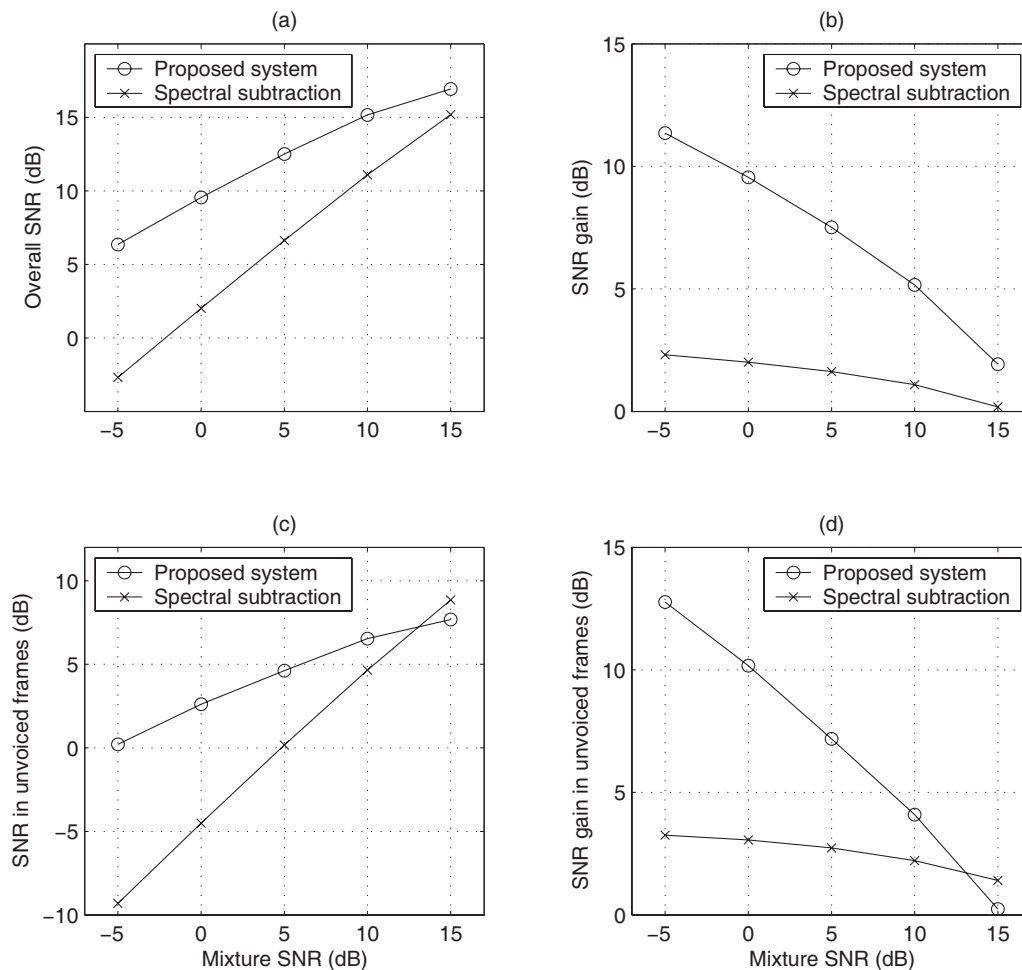 (a)
Proposed system
Spectral subtraction
Overall SNR (dB)
15
10
5
0
−5 0 5 10 15
(b)
Proposed system
Spectral subtraction
SNR gain (dB)
15
10
5
0
−5 0 5 10 15
(c)
Proposed system
Spectral subtraction
SNR in unvoiced frames (dB)
10
5
0
−5
−10
−5 0 5 10 15
Mixture SNR (dB)
(d)
Proposed system
Spectral subtraction
SNR gain in unvoiced frames (dB)
15
10
5
0
−5 0 5 10 15
Mixture SNR (dB)